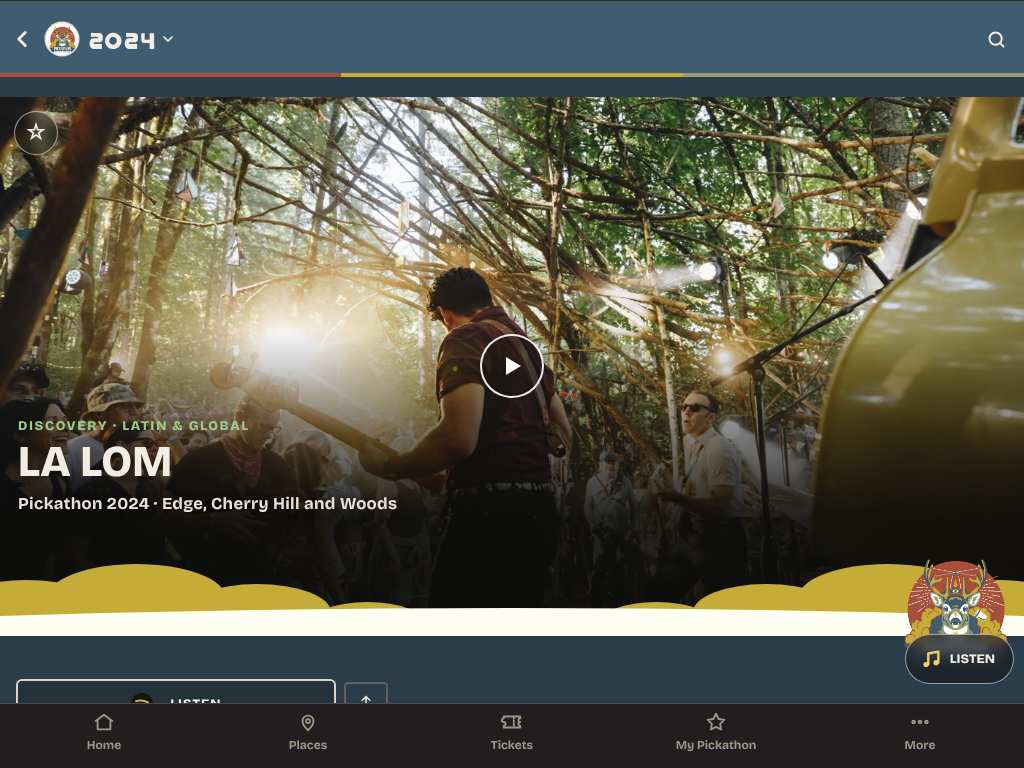 2024
DISCOVERY · LATIN & GLOBAL
LA LOM
Pickathon 2024 · Edge, Cherry Hill and Woods
LISTEN
LISTEN
Home
Places
Tickets
My Pickathon
More